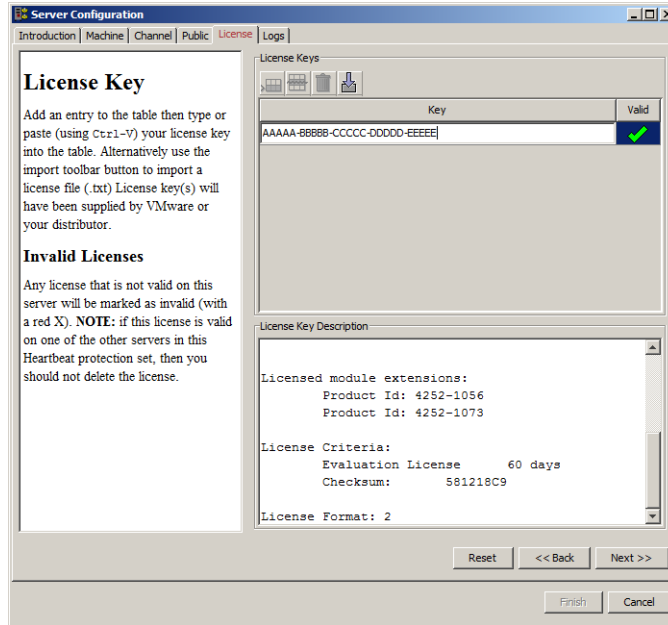 Server Configuration
Introduction Machine Channel Public License Logs
License Key
Add an entry to the table then type or
paste (using Ctrl-V) your license key
into the table. Alternatively use the
import toolbar button to import a
license file (.txt) License key(s) will
have been supplied by VMware or
your distributor.
Invalid Licenses
Any license that is not valid on this
server will be marked as invalid (with
a red X). NOTE: if this license is valid
on one of the other servers in this
Heartbeat protection set, then you
should not delete the license.
License Keys
Key Valid
AAAAA-BBBBB-CCCCC-DDDDD-EEEEE
License Key Description
Licensed module extensions:
Product Id: 4252-1056
Product Id: 4252-1073
License Criteria:
Evaluation License 60 days
Checksum: 581218C9
License Format: 2
Reset << Back Next >>
Finish Cancel